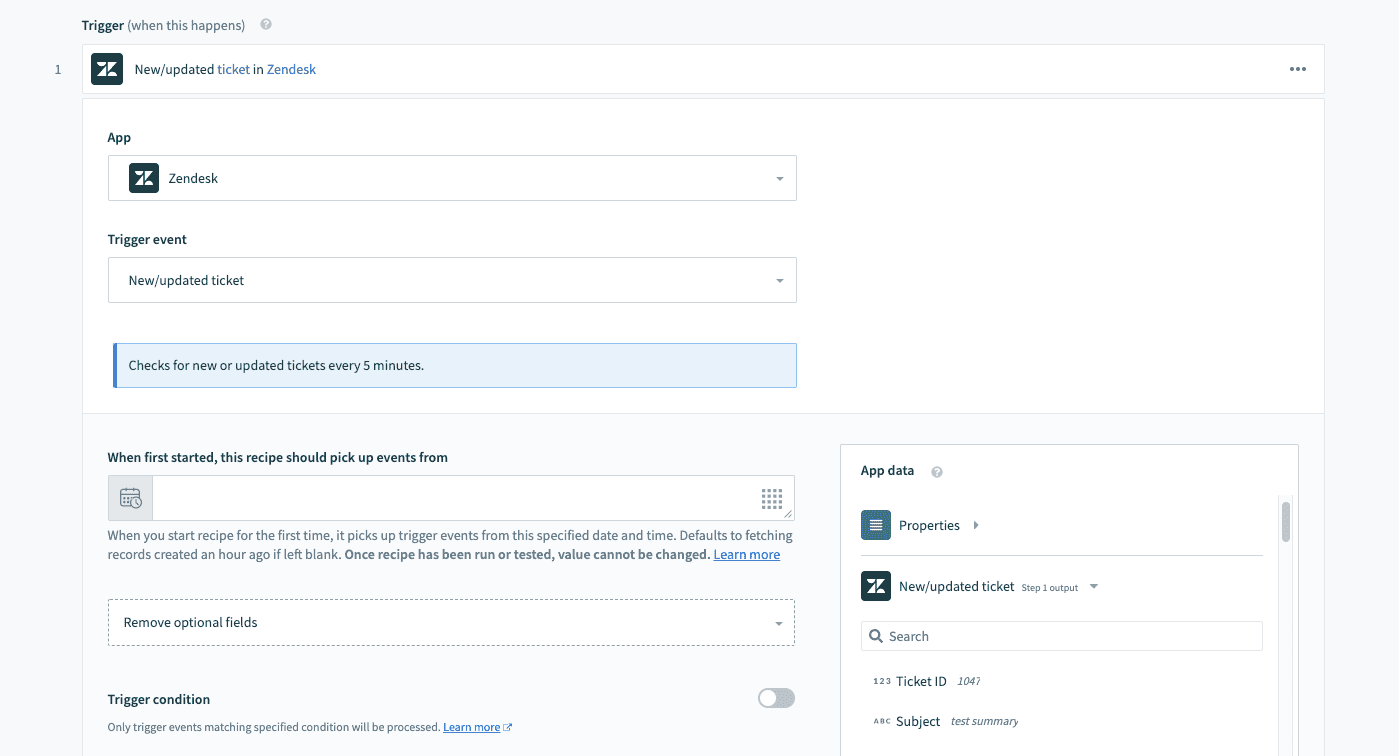 Trigger (when this happens) ?
1 New/updated ticket in Zendesk
App
Zendesk
Trigger event
New/updated ticket
Checks for new or updated tickets every 5 minutes.
When first started, this recipe should pick up events from
When you start recipe for the first time, it picks up trigger events from this specified date and time. Defaults to fetching
records created an hour ago if left blank. Once recipe has been run or tested, value cannot be changed. Learn more
Remove optional fields
Trigger condition
Only trigger events matching specified condition will be processed. Learn more
App data ?
Properties
New/updated ticket Step 1 output
Search
123 Ticket ID 1047
ABC Subject test summary